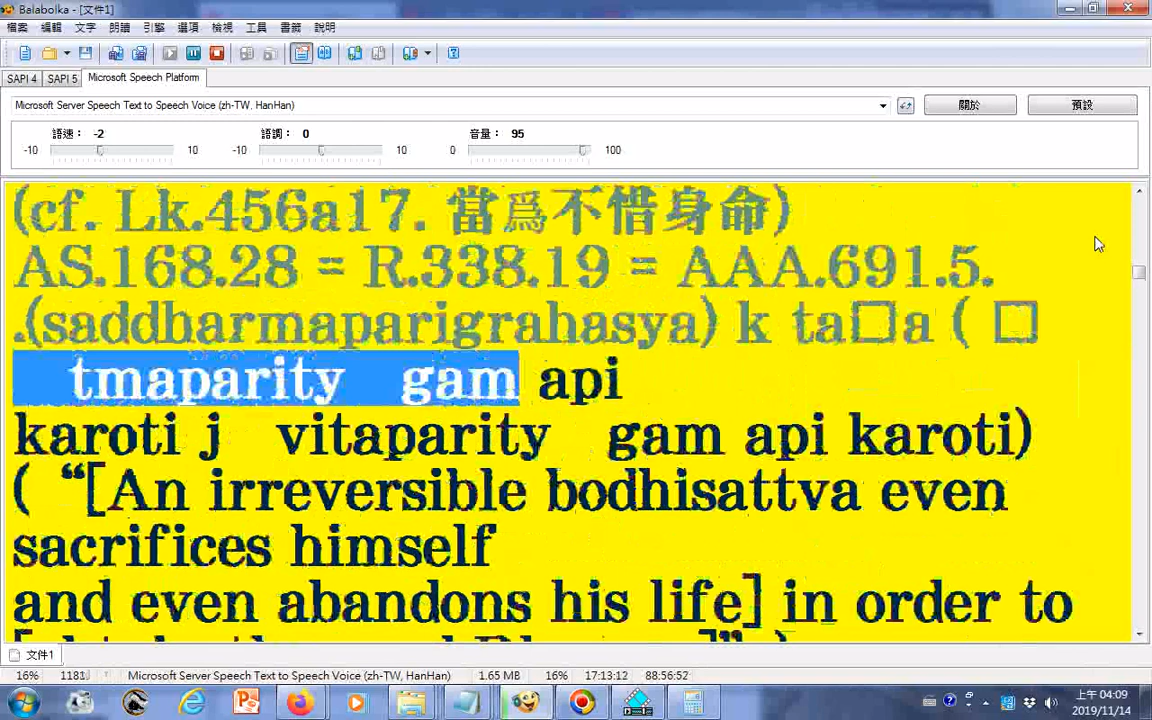 Balabolka - [文件1]
檔案 編輯 文字 朗讀 引擎 選項 檢視 工具 書籤 說明
SAPI 4 SAPI 5 Microsoft Speech Platform
Microsoft Server Speech Text to Speech Voice (zh-TW, HanHan) 關於 預設
語速： -2 語調： 0 音量： 95
-10 10 -10 10 0 100
(cf. Lk.456a17. 當爲不惜身命)
AS.168.28 = R.338.19 = AAA.691.5.
.(saddharmaparigrahasya) k ta□a ( □
tmaparity gam api
karoti j vitaparity gam api karoti)
( “[An irreversible bodhisattva even
sacrifices himself
and even abandons his life] in order to
文件1
16% 1181 Microsoft Server Speech Text to Speech Voice (zh-TW, HanHan) 1.65 MB 16% 17:13:12 88:56:52
上午 04:09
2019/11/14